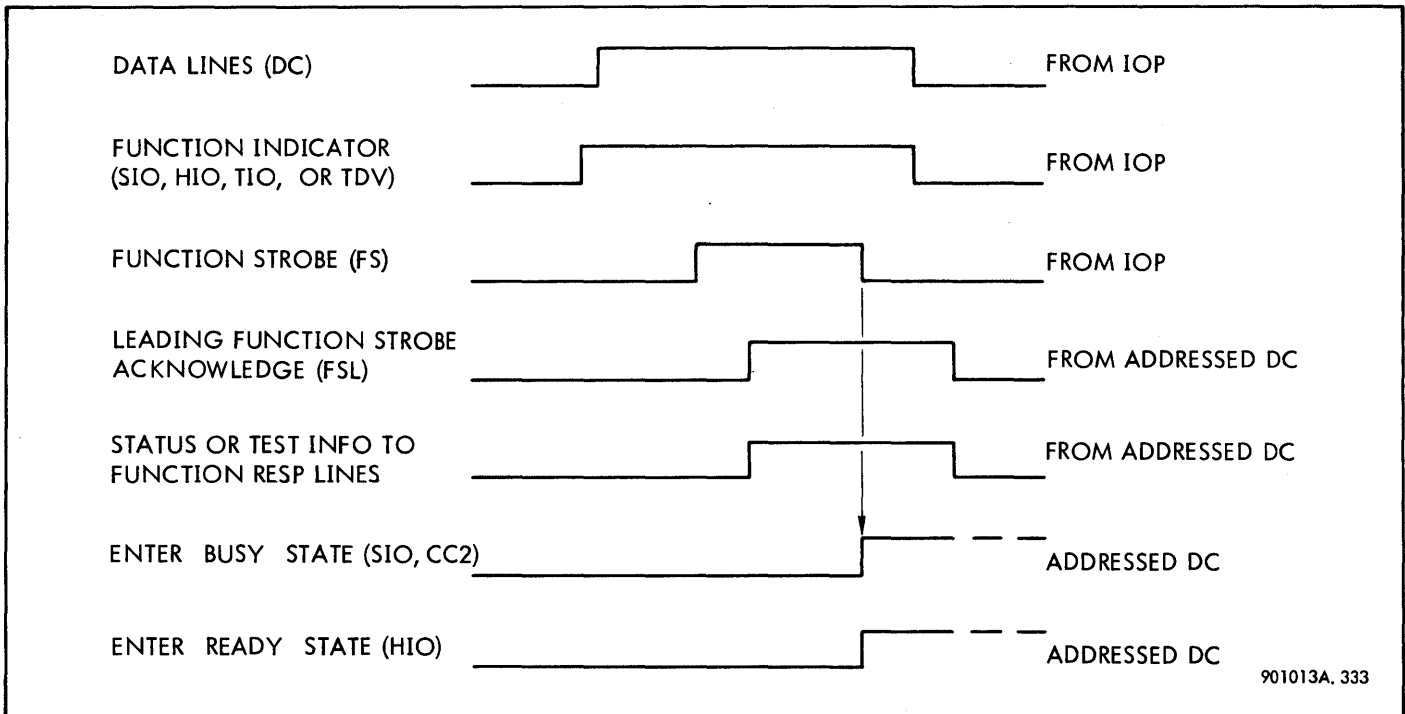 DATA LINES (DC)
FROM IOP
FUNCTION INDICATOR
(SIO, HIO, TIO, OR TDV)
FROM IOP
FUNCTION STROBE (FS)
FROM IOP
LEADING FUNCTION STROBE
ACKNOWLEDGE (FSL)
FROM ADDRESSED DC
STATUS OR TEST INFO TO
FUNCTION RESP LINES
FROM ADDRESSED DC
ENTER BUSY STATE (SIO, CC2)
ADDRESSED DC
ENTER READY STATE (HIO)
ADDRESSED DC
901013A. 333